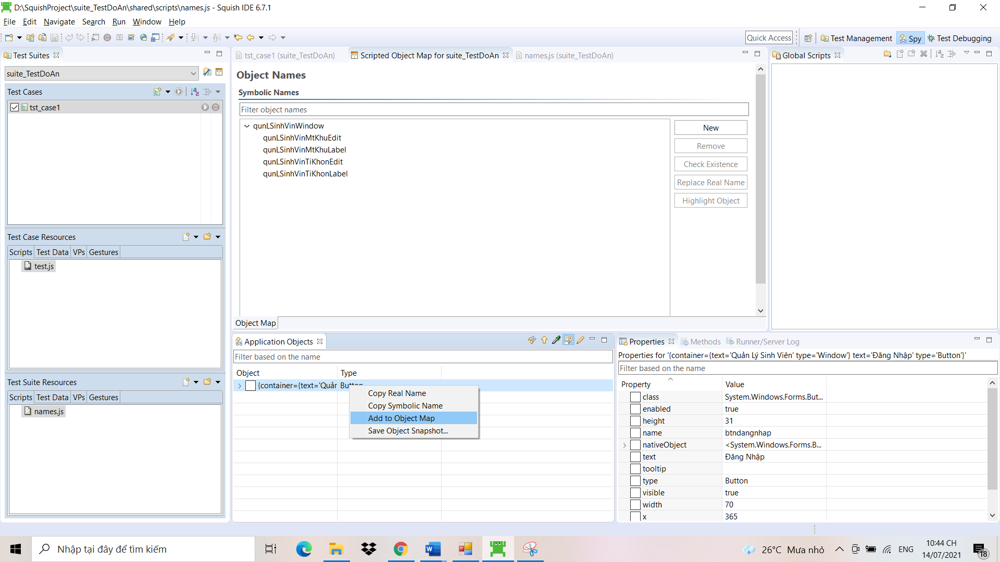 D:\SquishProject\suite_TestDoAn\shared\scripts\names.js - Squish IDE 6.7.1
File Edit Navigate Search Run Window Help
Quick Access
Test Management
Spy
Test Debugging
Test Suites
suite_TestDoAn
Test Cases
tst_case1
Test Case Resources
Scripts Test Data VPs Gestures
test.js
Test Suite Resources
Scripts Test Data VPs Gestures
names.js
tst_case1 (suite_TestDoAn)
Scripted Object Map for suite_TestDoAn
names.js (suite_TestDoAn)
Object Names
Symbolic Names
Filter object names
qunLSinhVinWindow
qunLSinhVinMtKhuEdit
qunLSinhVinMtKhuLabel
qunLSinhVinTiKhonEdit
qunLSinhVinTiKhonLabel
New
Remove
Check Existence
Replace Real Name
Highlight Object
Object Map
Global Scripts
Application Objects
Filter based on the name
Object Type
{container={text='Quản Button
Copy Real Name
Copy Symbolic Name
Add to Object Map
Save Object Snapshot...
Properties
Methods
Runner/Server Log
Properties for '{container={text='Quản Lý Sinh Viên' type='Window'} text='Đăng Nhập' type='Button'}'
Filter based on the name
Property Value
class System.Windows.Forms.But...
enabled true
height 31
name btndangnhap
nativeObject <System.Windows.Forms.B...
text Đăng Nhập
tooltip
type Button
visible true
width 70
x 365
Nhập tại đây để tìm kiếm
26°C Mưa nhỏ
ENG
10:44 CH
14/07/2021
18